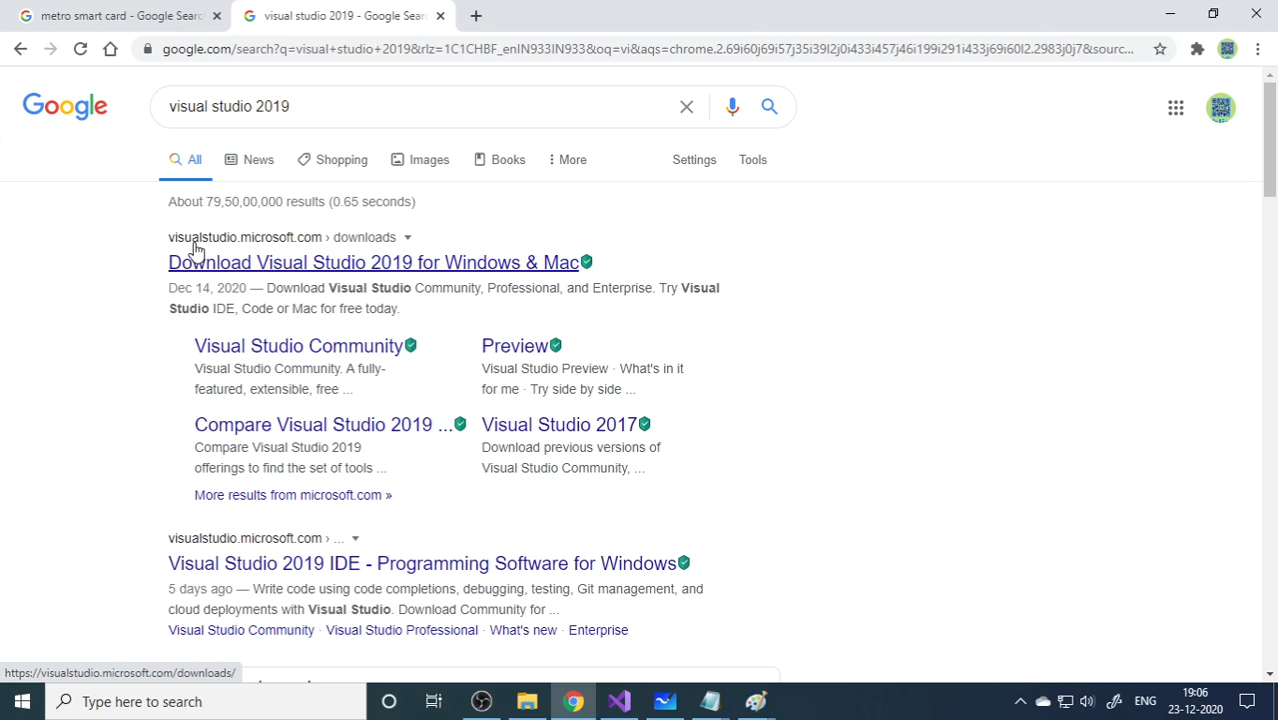 metro smart card - Google Searc
visual studio 2019 - Google Sear
google.com/search?q=visual+studio+2019&rlz=1C1CHBF_enIN933IN933&oq=vi&aqs=chrome.2.69i60j69i57j35i39l2j0i433i457j46i199i291i433j69i60l2.2983j0j7&sourc...
Google
visual studio 2019
All
News
Shopping
Images
Books
More
Settings
Tools
About 79,50,00,000 results (0.65 seconds)
visualstudio.microsoft.com › downloads
Download Visual Studio 2019 for Windows & Mac
Dec 14, 2020 — Download Visual Studio Community, Professional, and Enterprise. Try Visual
Studio IDE, Code or Mac for free today.
Visual Studio Community
Preview
Visual Studio Community. A fully-
featured, extensible, free ...
Visual Studio Preview · What's in it
for me · Try side by side ...
Compare Visual Studio 2019 ...
Visual Studio 2017
Compare Visual Studio 2019
offerings to find the set of tools ...
Download previous versions of
Visual Studio Community, ...
More results from microsoft.com »
visualstudio.microsoft.com › ...
Visual Studio 2019 IDE - Programming Software for Windows
5 days ago — Write code using code completions, debugging, testing, Git management, and
cloud deployments with Visual Studio. Download Community for ...
Visual Studio Community · Visual Studio Professional · What's new · Enterprise
https://visualstudio.microsoft.com/downloads/
Type here to search
ENG
19:06
23-12-2020